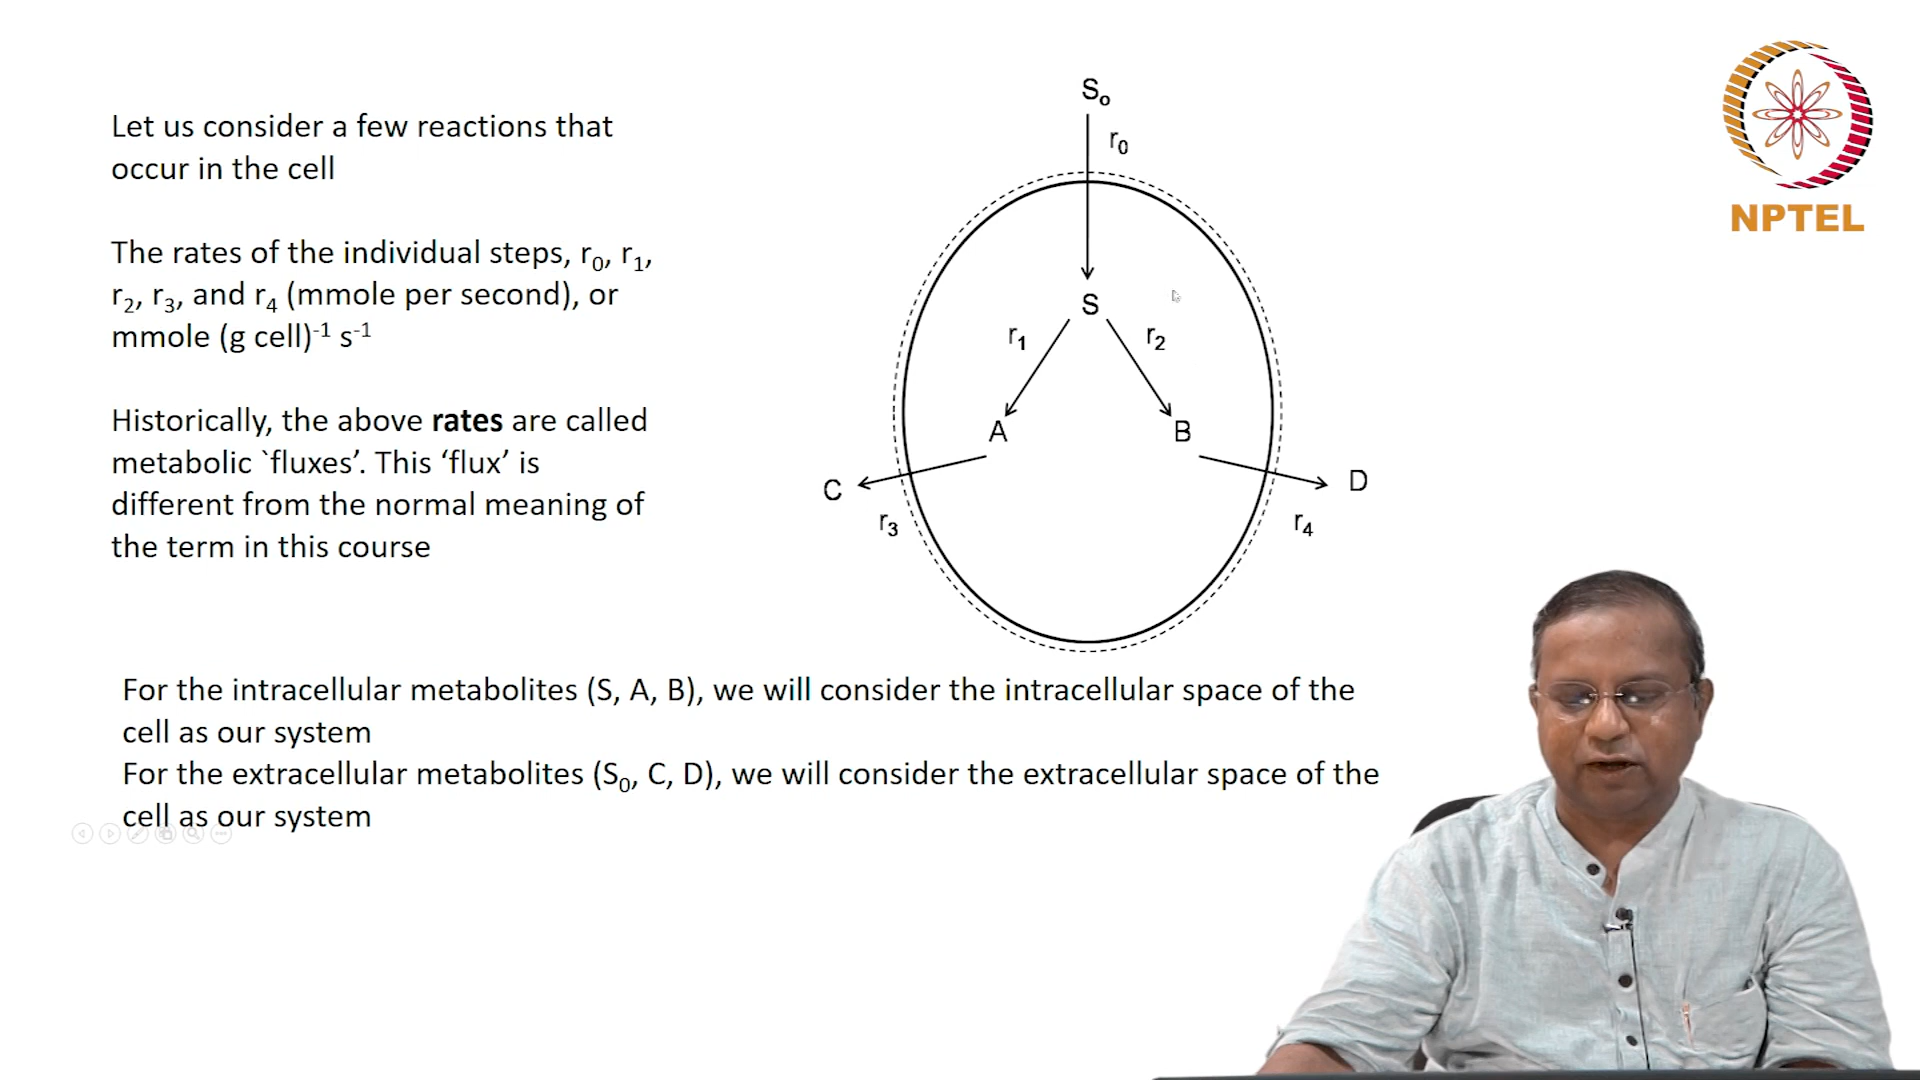 Let us consider a few reactions that
occur in the cell
The rates of the individual steps, r₀, r₁,
r₂, r₃, and r₄ (mmole per second), or
mmole (g cell)⁻¹ s⁻¹
Historically, the above rates are called
metabolic `fluxes’. This ‘flux’ is
different from the normal meaning of
the term in this course
S₀
r₀
S
r₁
r₂
A
B
C
D
r₃
r₄
NPTEL
For the intracellular metabolites (S, A, B), we will consider the intracellular space of the
cell as our system
For the extracellular metabolites (S₀, C, D), we will consider the extracellular space of the
cell as our system